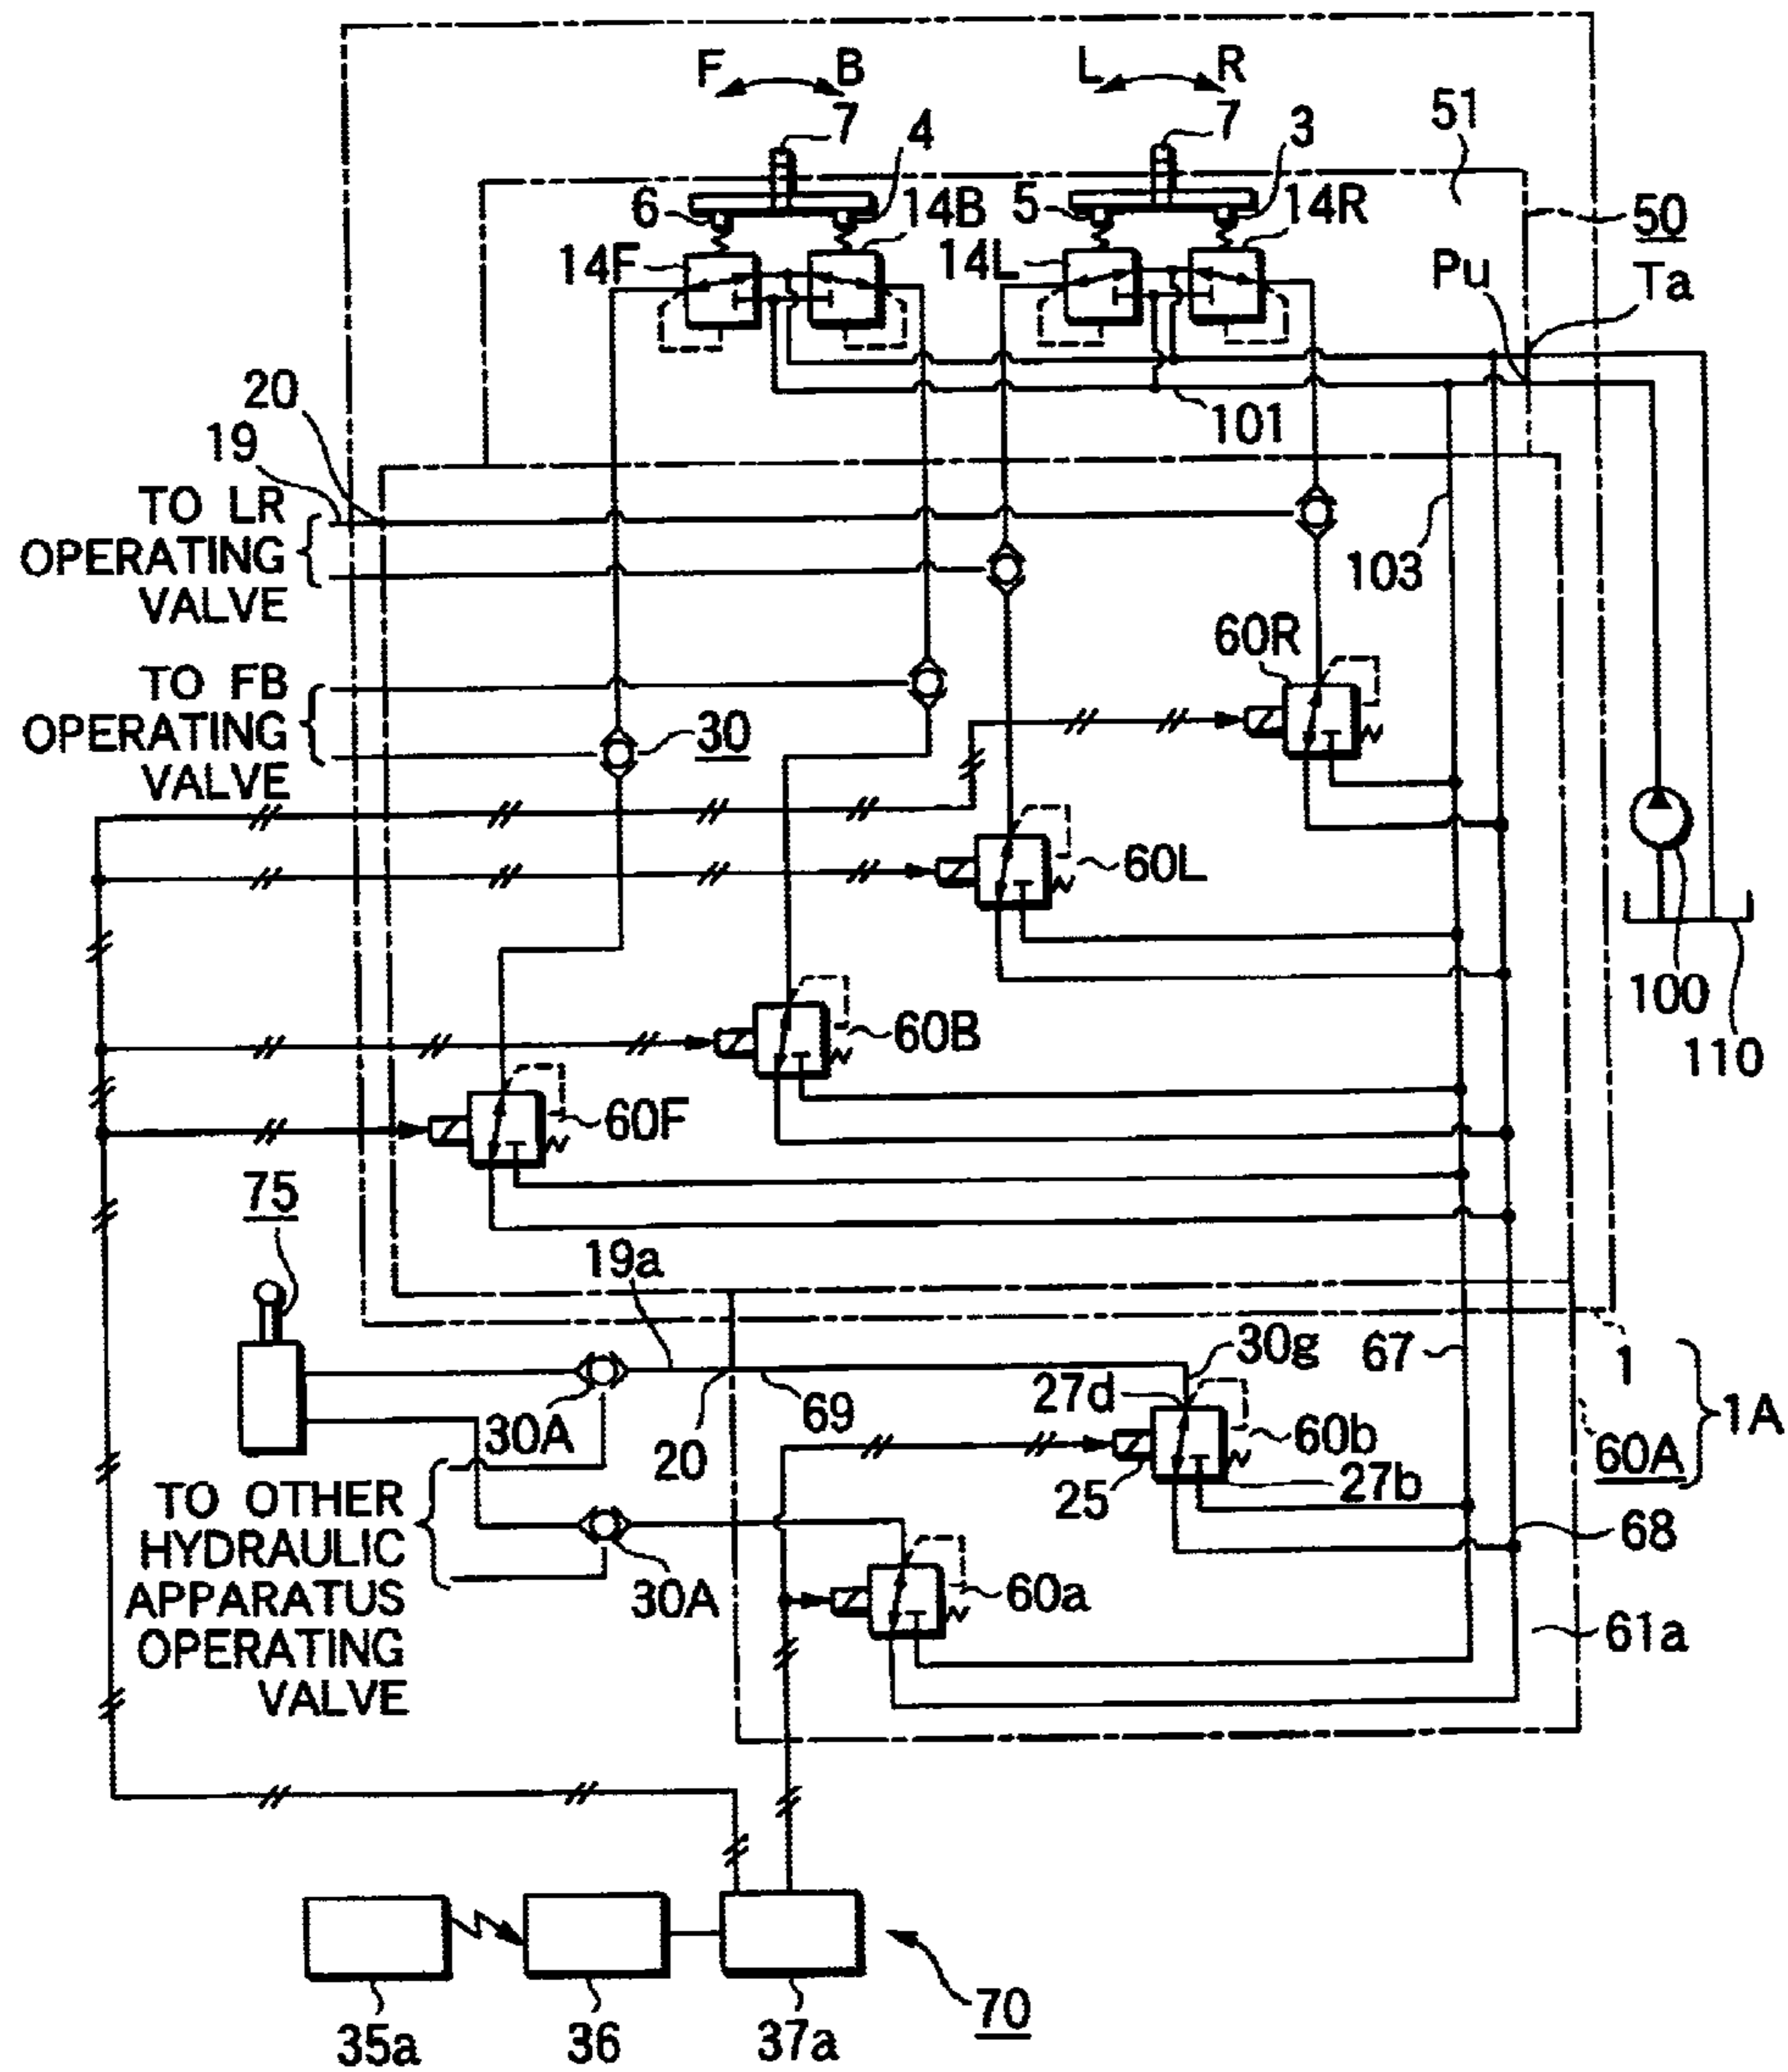 F B L R
7 4 7 3 51
6 14B 5 14R 50
14F 14L Pu Ta
20
19
101
TO LR
OPERATING
VALVE
103
60R
TO FB
OPERATING
VALVE
30
60L
100
60B
110
60F
75
19a
30g 67 1
27d
30A 20 69 60b 60A 1A
25 27b
TO OTHER
HYDRAULIC
APPARATUS
OPERATING
VALVE
68
30A 60a 61a
35a 36 37a 70